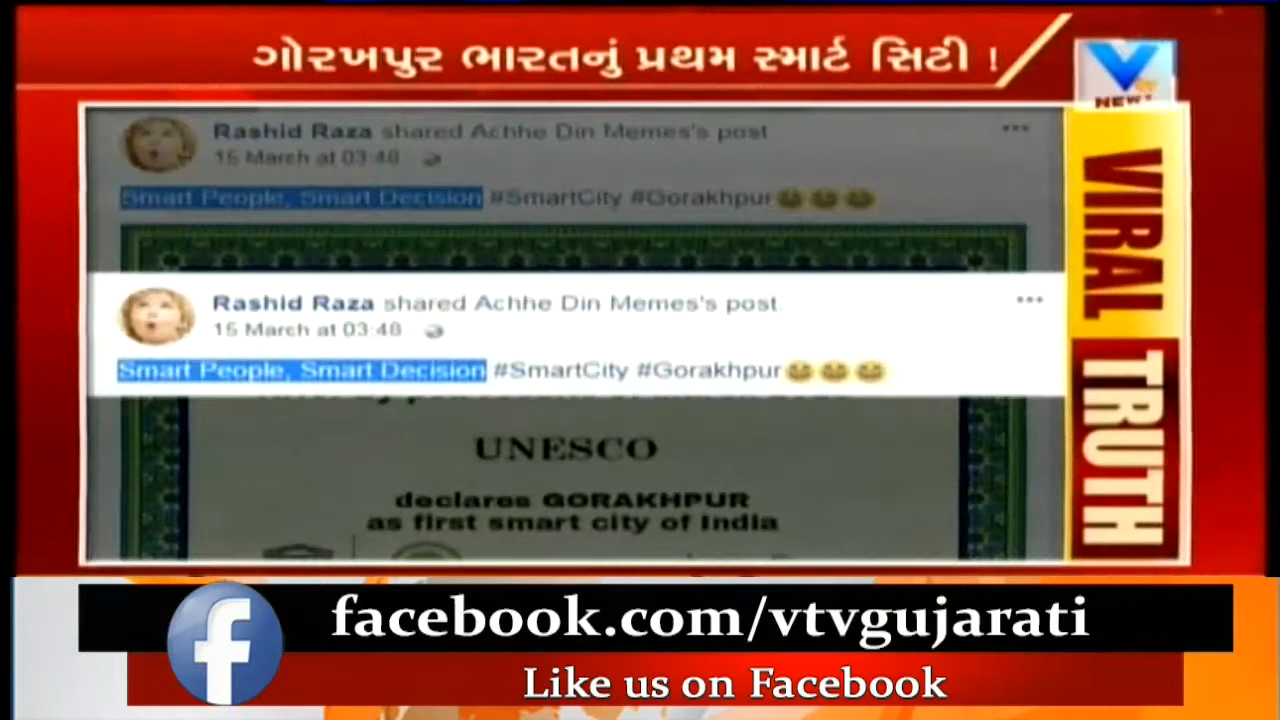 ગોરખપુર ભારતનું પ્રથમ સ્માર્ટ સિટી !
NEWS
Rashid Raza shared Achhe Din Memes's post
15 March at 03:48
Smart People, Smart Decision #SmartCity #Gorakhpur
Rashid Raza shared Achhe Din Memes's post
15 March at 03:48
Smart People, Smart Decision #SmartCity #Gorakhpur
UNESCO
declares GORAKHPUR
as first smart city of India
VIRAL
TRUTH
facebook.com/vtvgujarati
Like us on Facebook